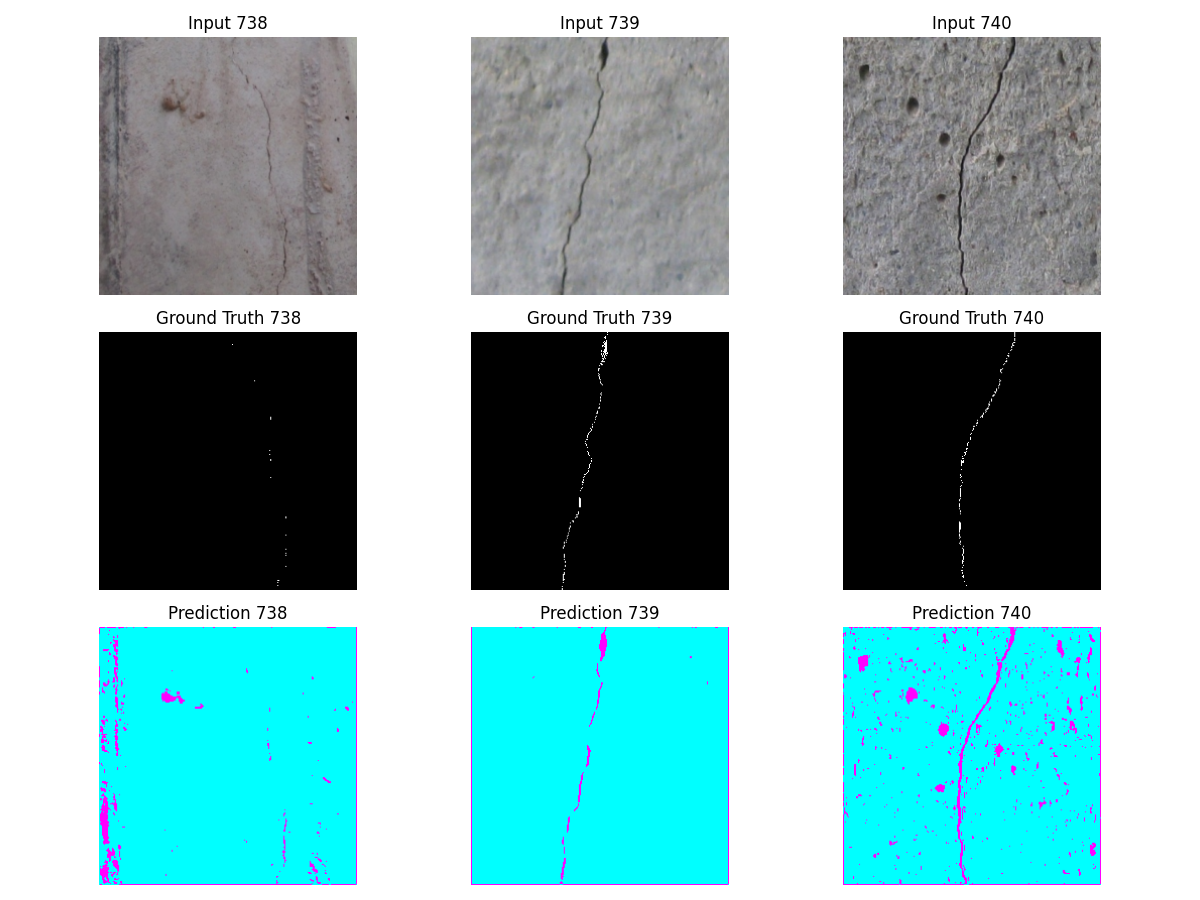 Input 738
Input 739
Input 740
Ground Truth 738
Ground Truth 739
Ground Truth 740
Prediction 738
Prediction 739
Prediction 740